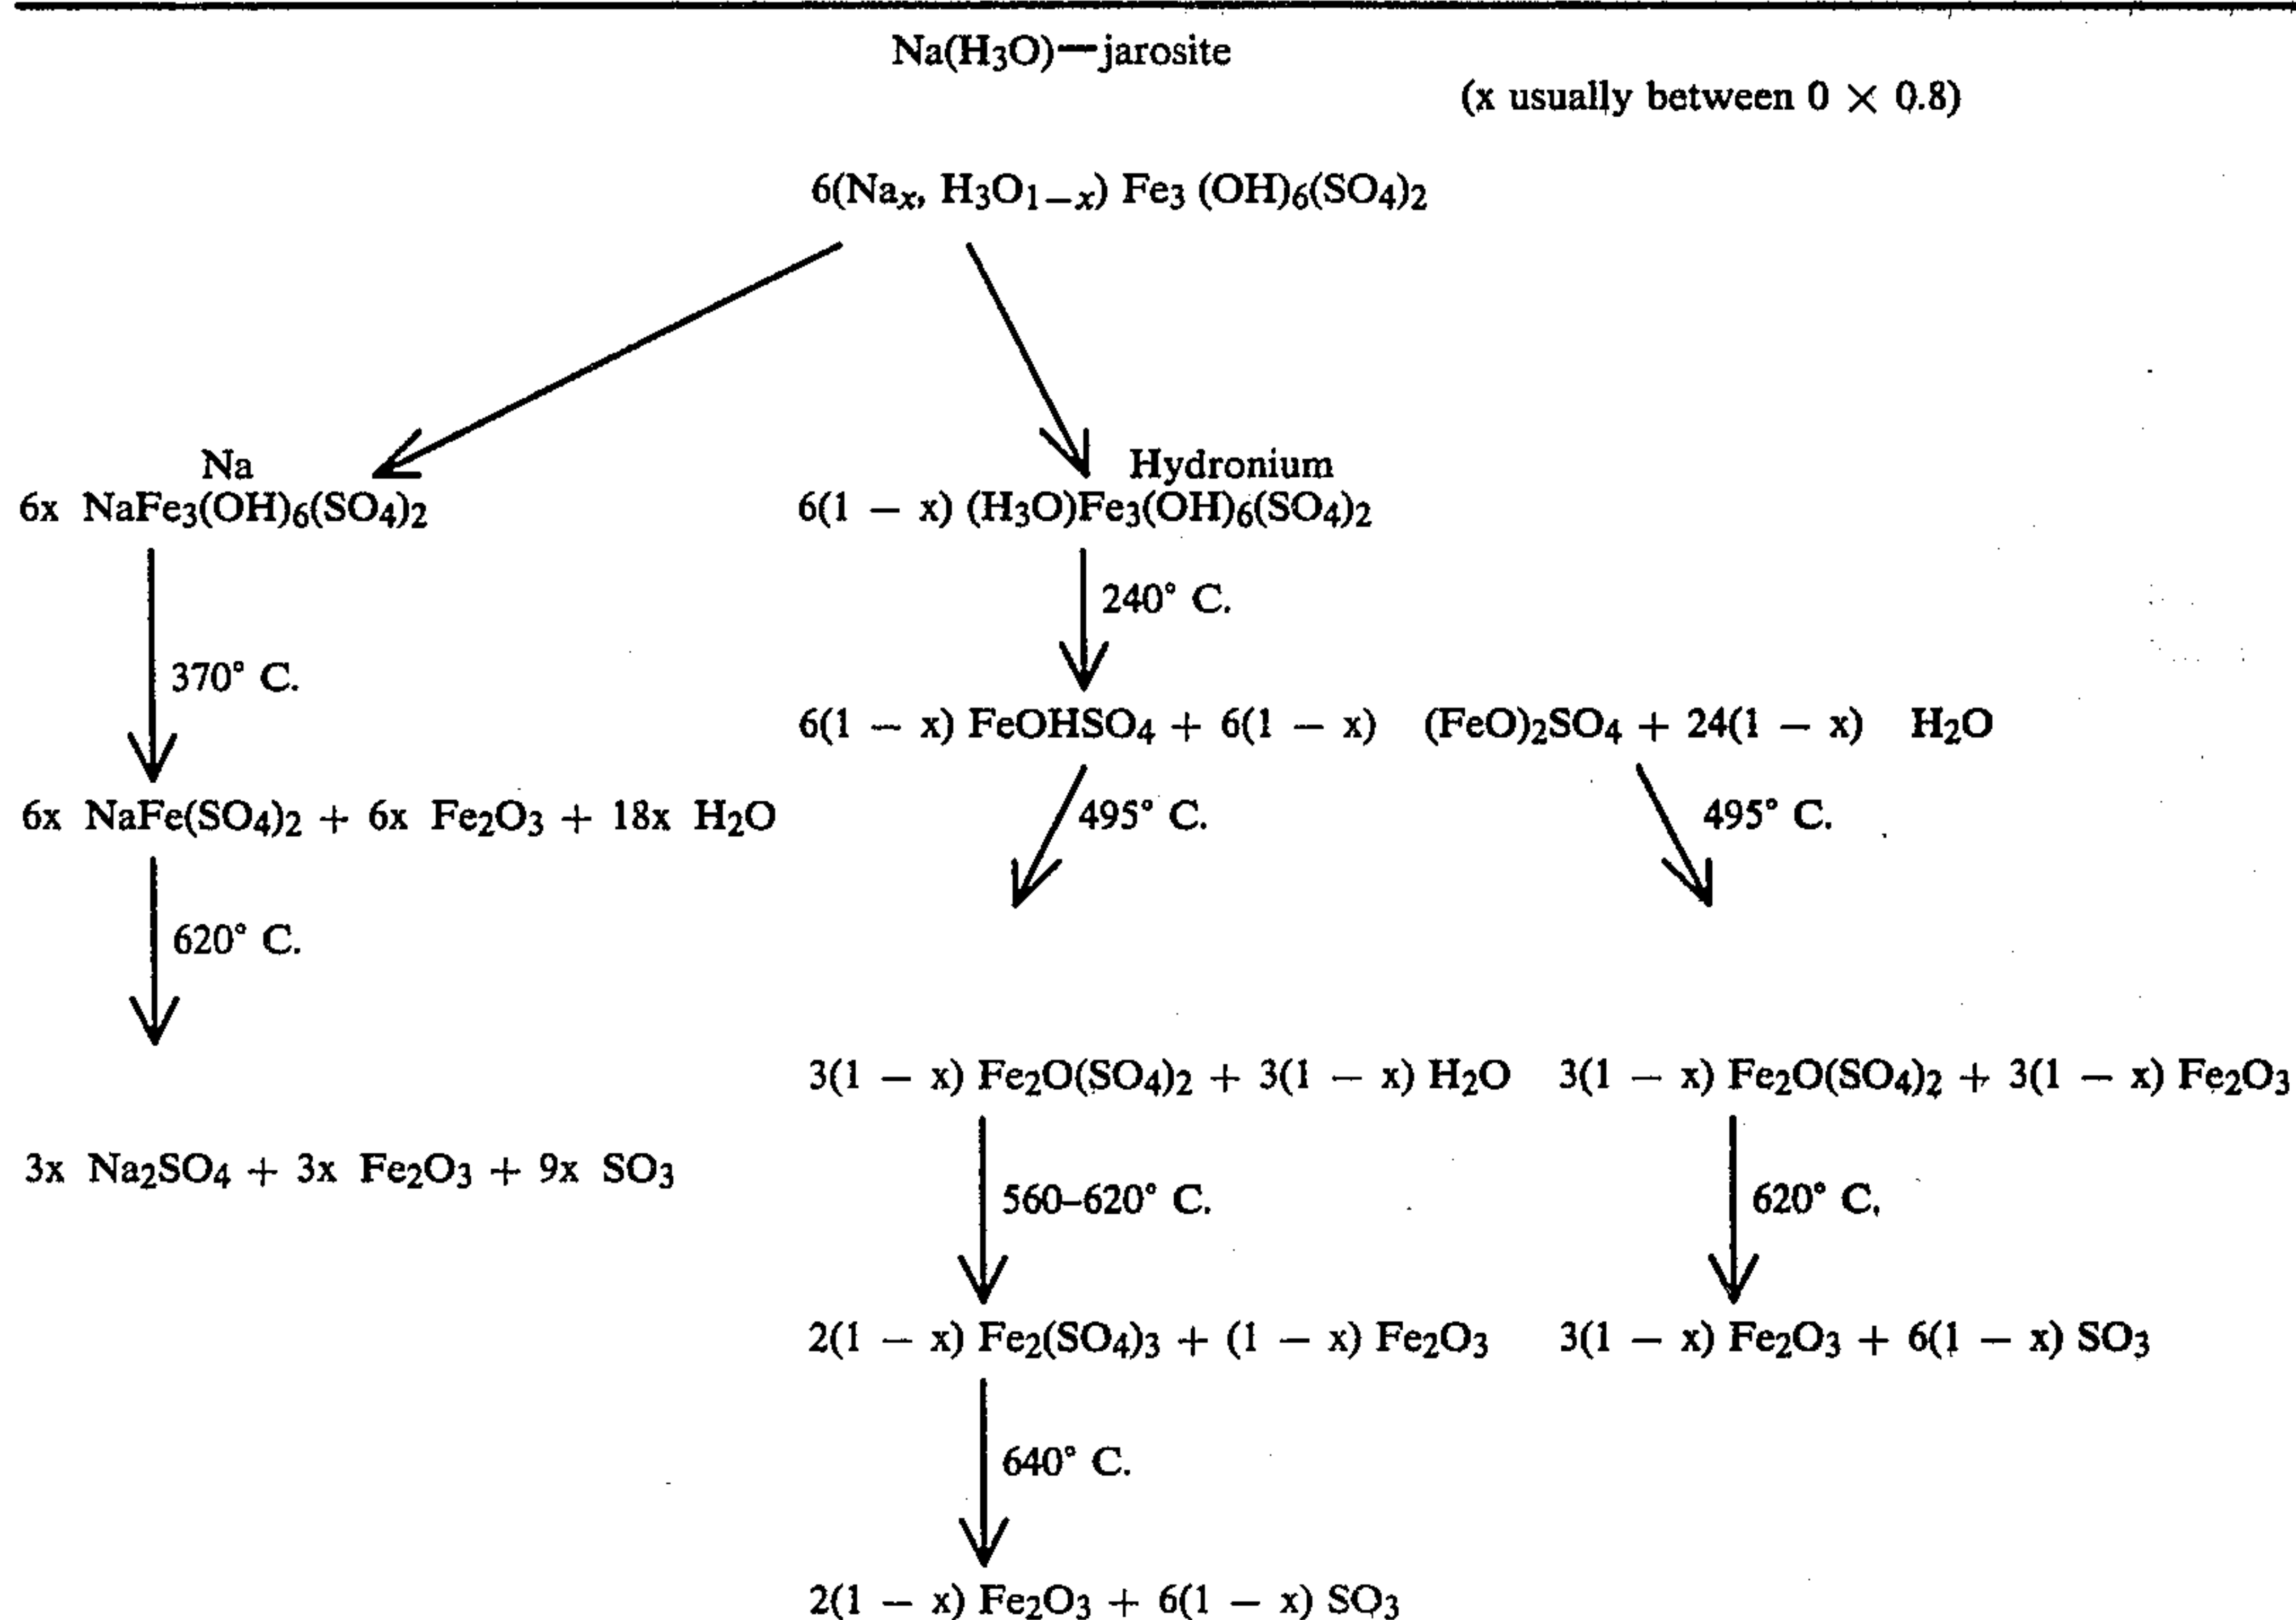 Na(H3O)—jarosite
(x usually between 0 × 0.8)
6(Nax, H3O1−x) Fe3 (OH)6(SO4)2
Na
6x NaFe3(OH)6(SO4)2
Hydronium
6(1 − x) (H3O)Fe3(OH)6(SO4)2
240° C.
370° C.
6(1 − x) FeOHSO4 + 6(1 − x) (FeO)2SO4 + 24(1 − x) H2O
6x NaFe(SO4)2 + 6x Fe2O3 + 18x H2O
495° C.
495° C.
620° C.
3(1 − x) Fe2O(SO4)2 + 3(1 − x) H2O
3(1 − x) Fe2O(SO4)2 + 3(1 − x) Fe2O3
3x Na2SO4 + 3x Fe2O3 + 9x SO3
560–620° C.
620° C.
2(1 − x) Fe2(SO4)3 + (1 − x) Fe2O3
3(1 − x) Fe2O3 + 6(1 − x) SO3
640° C.
2(1 − x) Fe2O3 + 6(1 − x) SO3